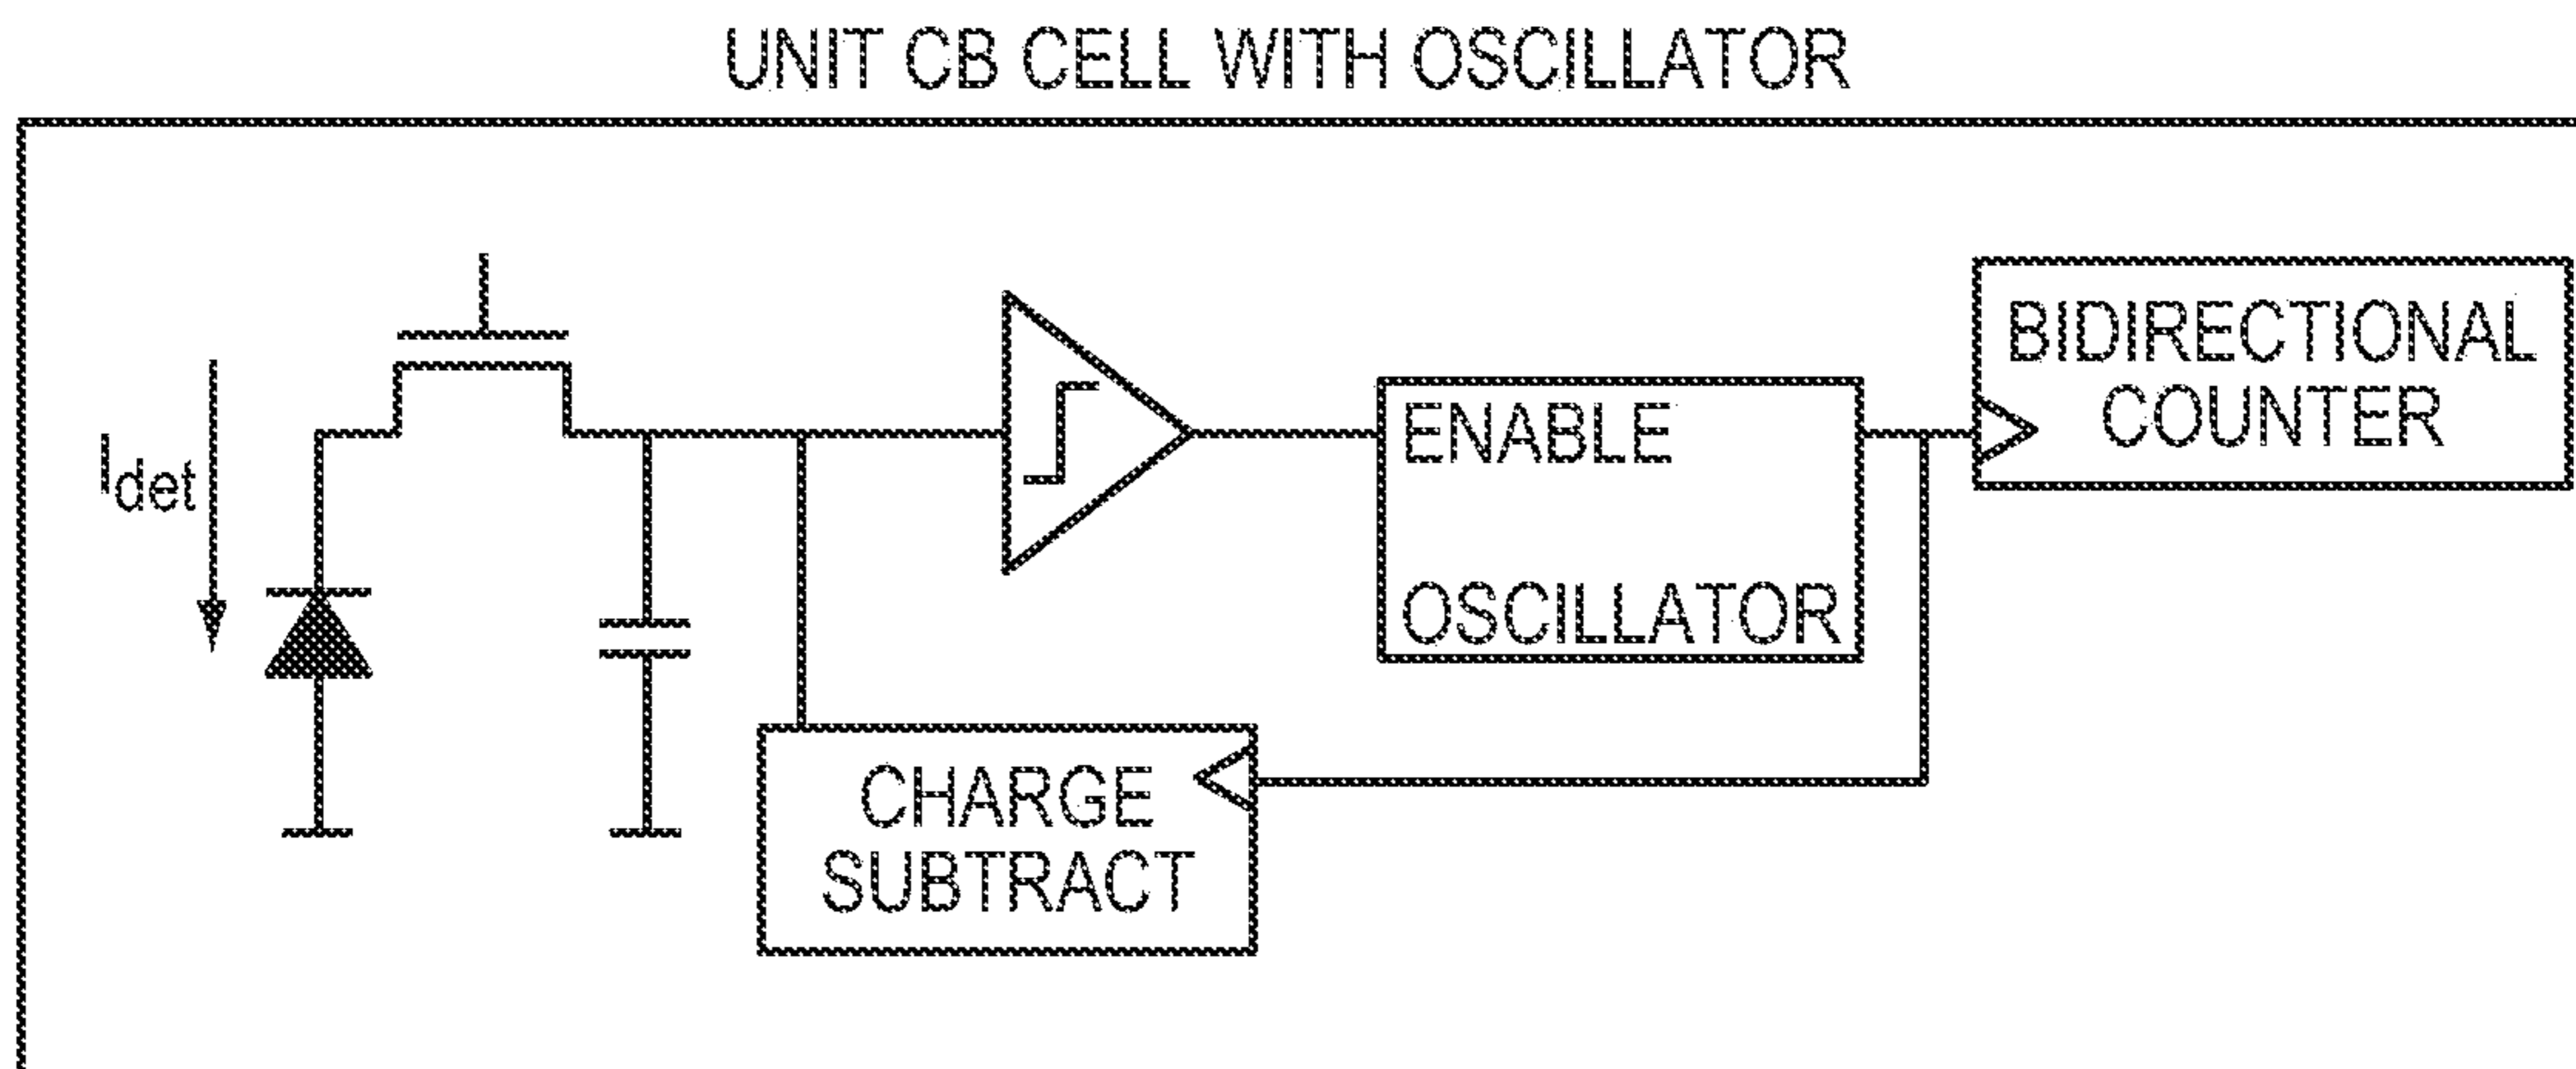 UNIT CB CELL WITH OSCILLATOR
Idet
ENABLE
OSCILLATOR
BIDIRECTIONAL
COUNTER
CHARGE
SUBTRACT